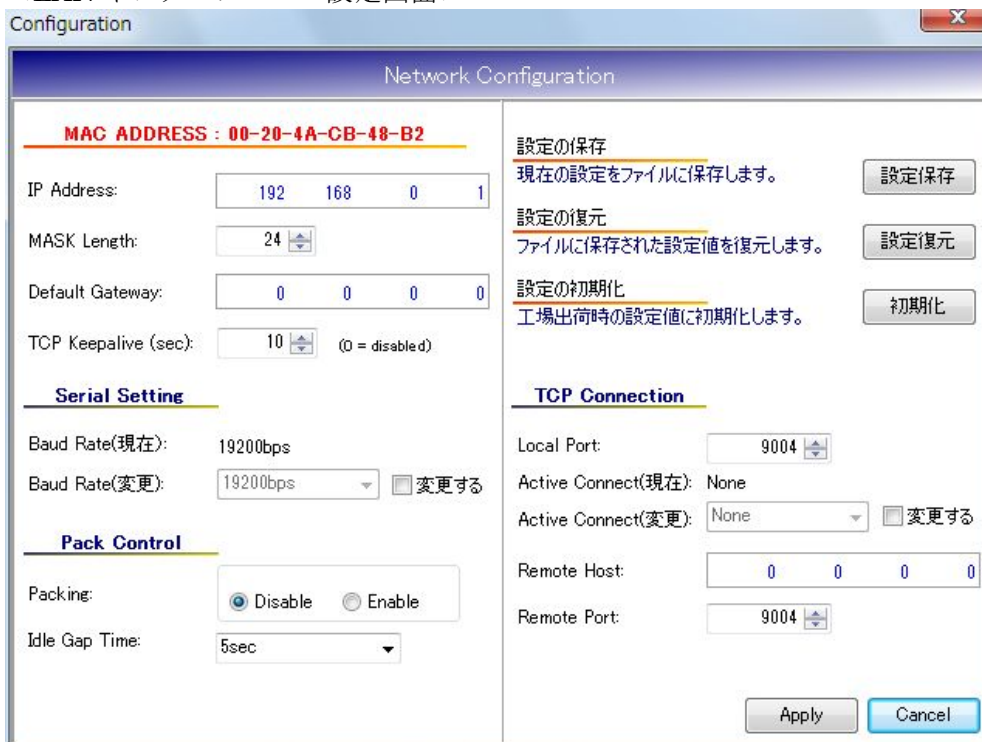 Configuration
Network Configuration
MAC ADDRESS : 00-20-4A-CB-48-B2
IP Address: 192 168 0 1
MASK Length: 24
Default Gateway: 0 0 0 0
TCP Keepalive (sec): 10 (0 = disabled)
Serial Setting
Baud Rate(現在): 19200bps
Baud Rate(変更): 19200bps 変更する
Pack Control
Packing: Disable Enable
Idle Gap Time: 5sec
設定の保存
現在の設定をファイルに保存します。 設定保存
設定の復元
ファイルに保存された設定値を復元します。 設定復元
設定の初期化
工場出荷時の設定値に初期化します。 初期化
TCP Connection
Local Port: 9004
Active Connect(現在): None
Active Connect(変更): None 変更する
Remote Host: 0 0 0 0
Remote Port: 9004
Apply Cancel